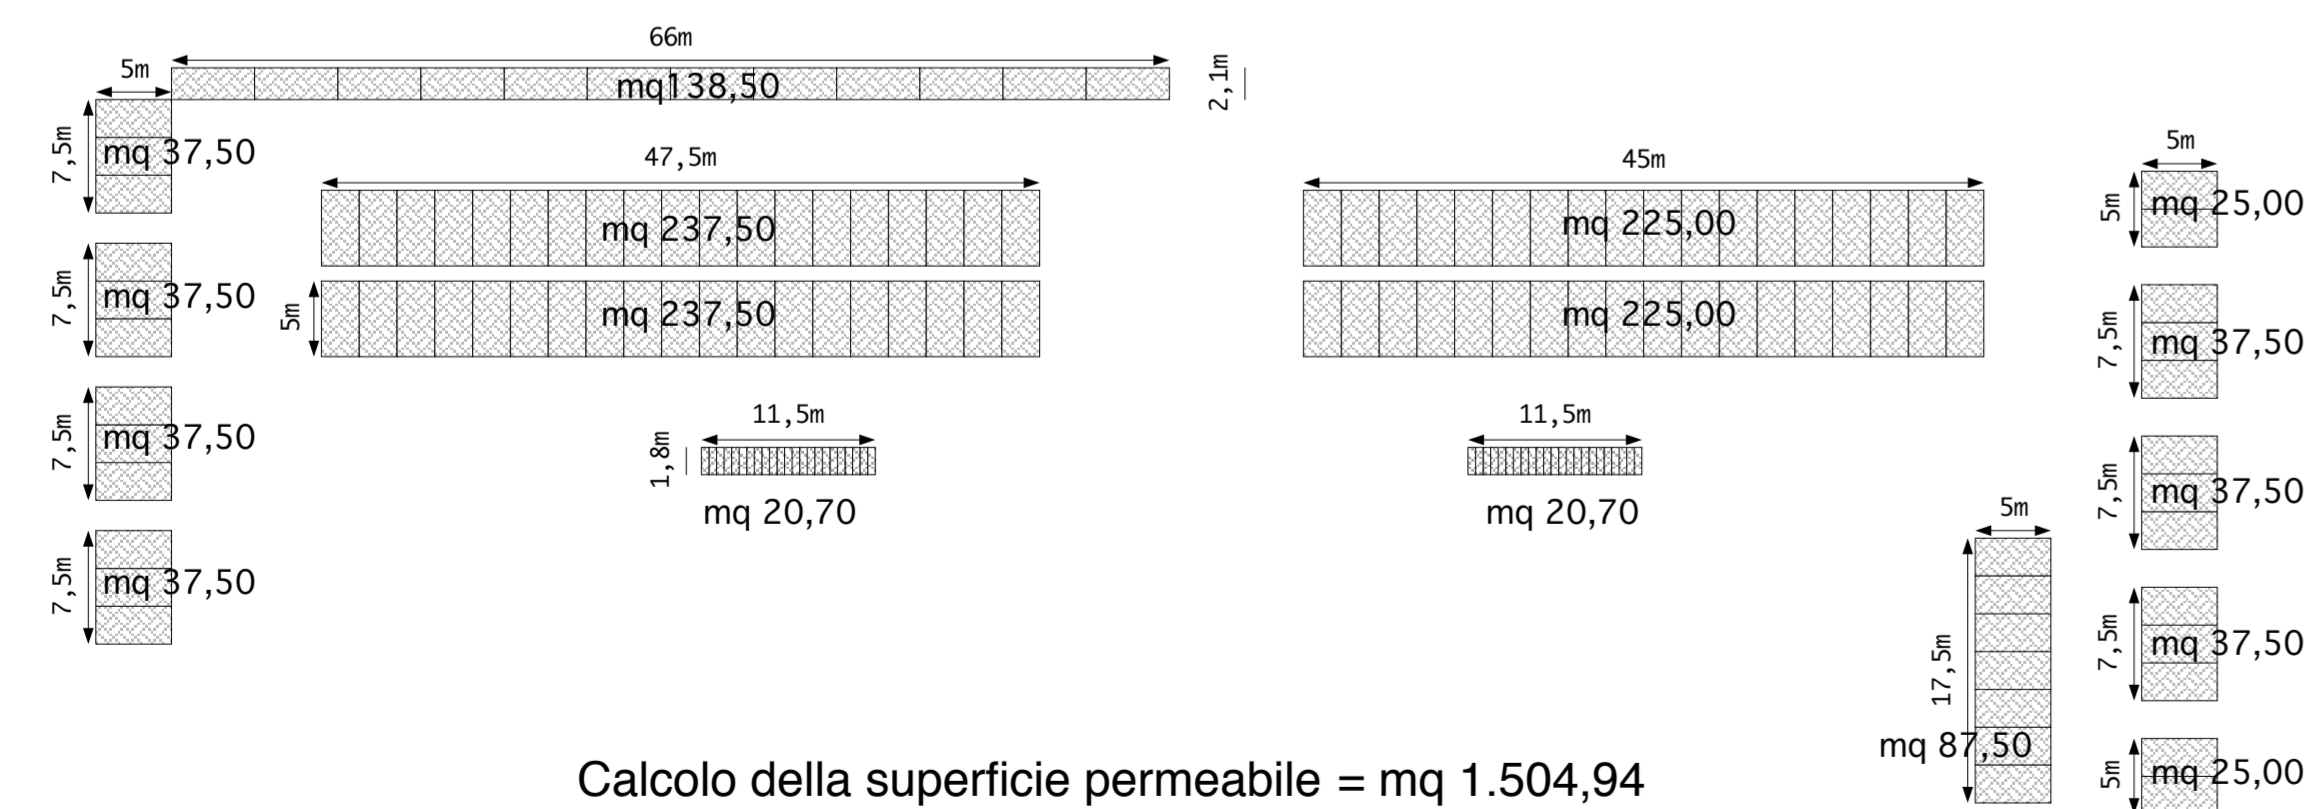 66m
5m
mq138,50
2,1m
7,5m
mq 37,50
47,5m
45m
5m
mq 237,50
mq 225,00
5m
mq 25,00
7,5m
mq 37,50
5m
mq 237,50
mq 225,00
7,5m
mq 37,50
7,5m
mq 37,50
11,5m
1,8m
mq 20,70
11,5m
mq 20,70
7,5m
mq 37,50
5m
7,5m
mq 37,50
17,5m
mq 87,50
7,5m
mq 37,50
5m
mq 25,00
Calcolo della superficie permeabile = mq 1.504,94